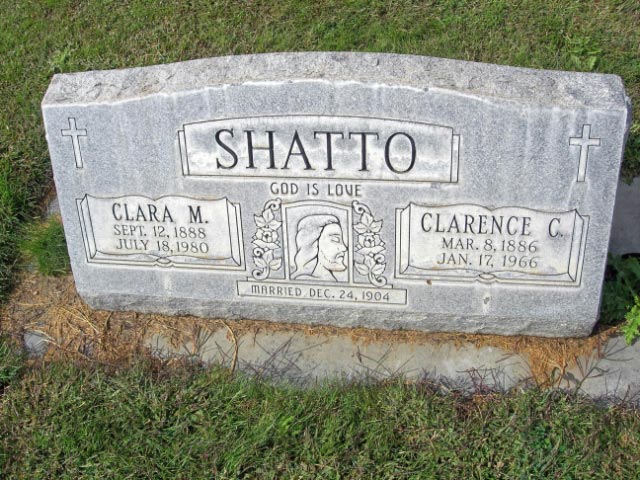 SHATTO
GOD IS LOVE
CLARA M.
SEPT. 12, 1888
JULY 18, 1980
CLARENCE C.
MAR. 8, 1886
JAN. 17, 1966
MARRIED DEC. 24, 1904